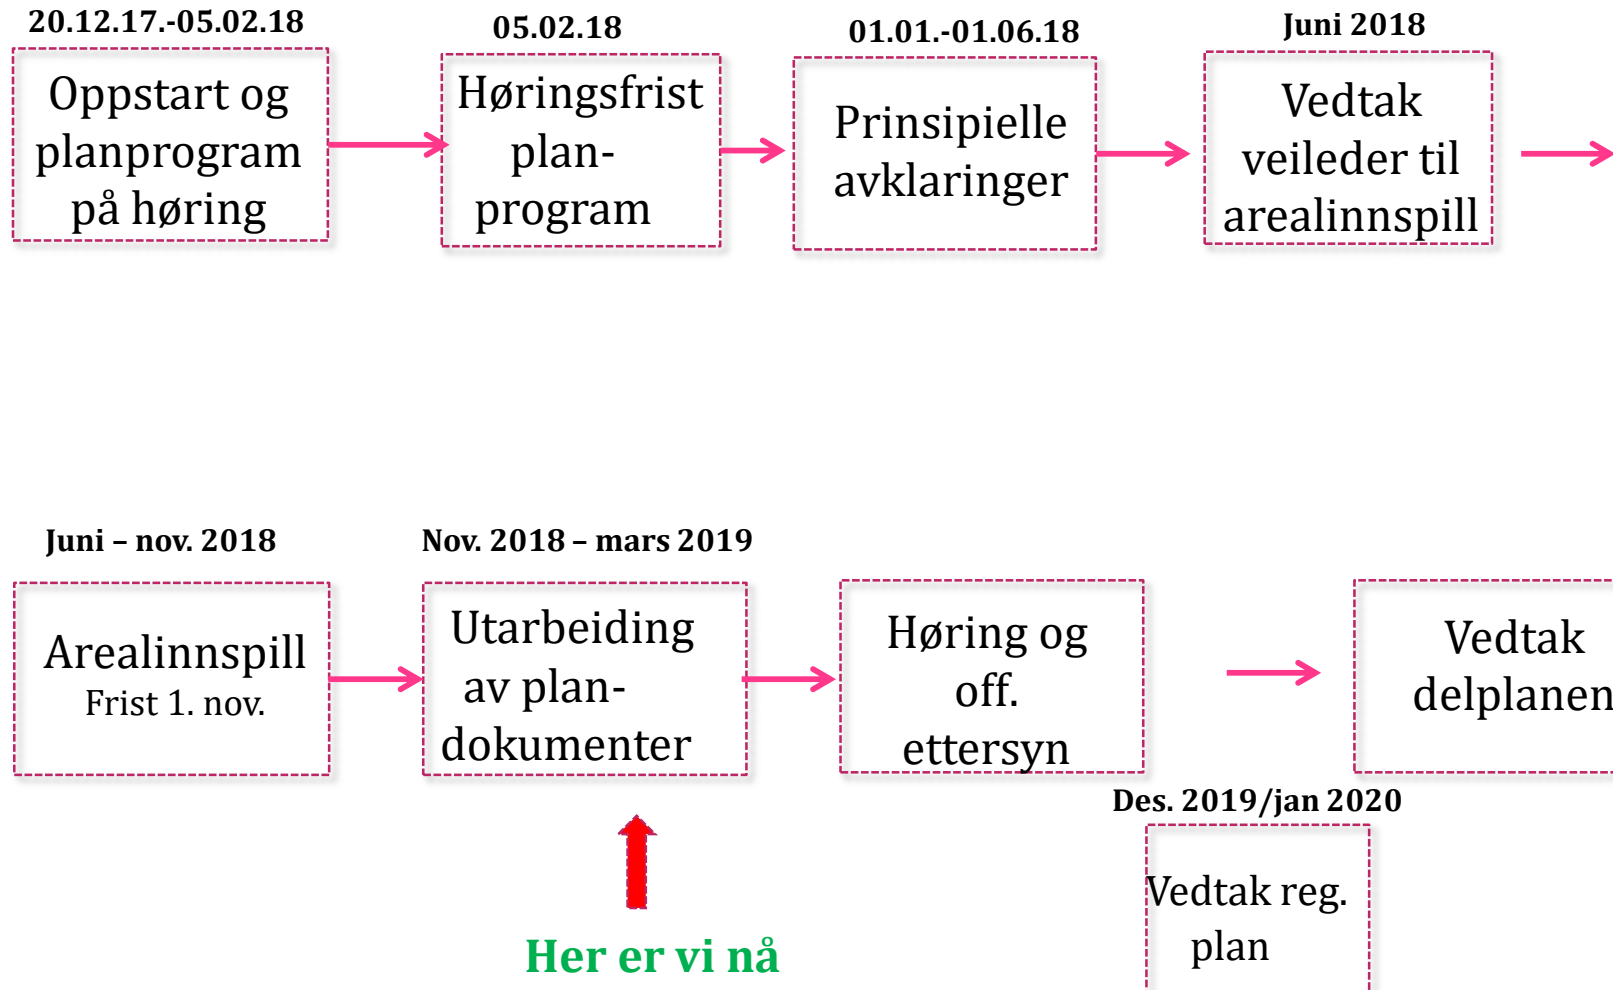 20.12.17.-05.02.18
Oppstart og
planprogram
på høring
05.02.18
Høringsfrist
plan-
program
01.01.-01.06.18
Prinsipielle
avklaringer
Juni 2018
Vedtak
veileder til
arealinnspill
Juni – nov. 2018
Arealinnspill
Frist 1. nov.
Nov. 2018 – mars 2019
Utarbeiding
av plan-
dokumenter
Høring og
off.
ettersyn
Vedtak
delplanen
Des. 2019/jan 2020
Vedtak reg.
plan
Her er vi nå